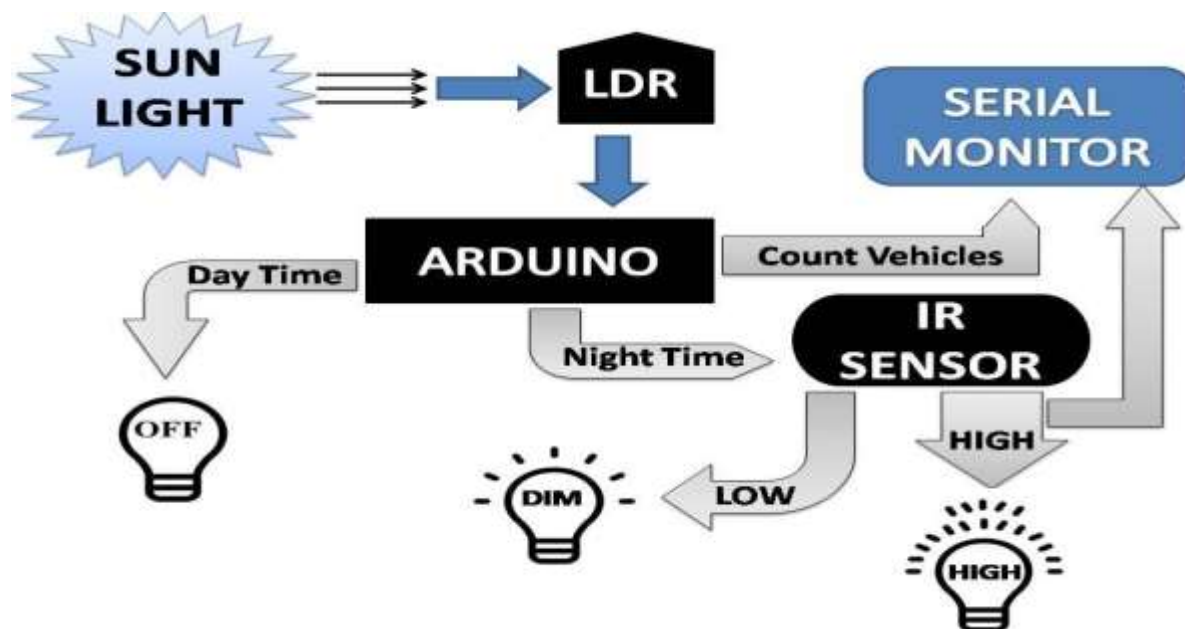 SUN
LIGHT
LDR
SERIAL
MONITOR
ARDUINO
Count Vehicles
Day Time
Night Time
IR
SENSOR
OFF
DIM
LOW
HIGH
HIGH